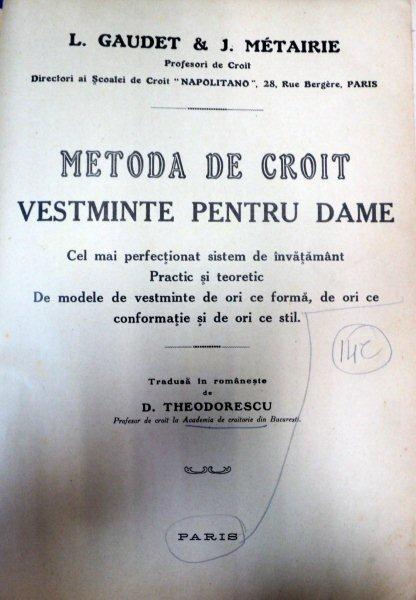 L. GAUDET & J. MÉTAIRIE
Profesori de Croit
Directori ai Școalei de Croit "NAPOLITANO", 28, Rue Bergère, PARIS
METODA DE CROIT
VESTMINTE PENTRU DAME
Cel mai perfecționat sistem de învățământ
Practic și teoretic
De modele de vestminte de ori ce formă, de ori ce
conformație și de ori ce stil.
Tradusă în românește
de
D. THEODORESCU
Profesor de croit la Academia de croitorie din București.
PARIS